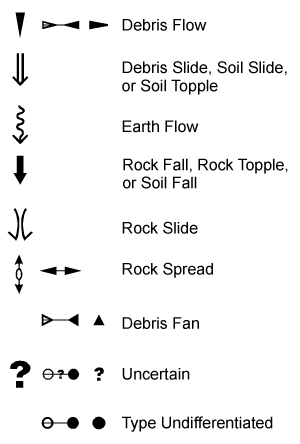 Debris Flow
Debris Slide, Soil Slide,
or Soil Topple
Earth Flow
Rock Fall, Rock Topple,
or Soil Fall
Rock Slide
Rock Spread
Debris Fan
? ? ? Uncertain
Type Undifferentiated